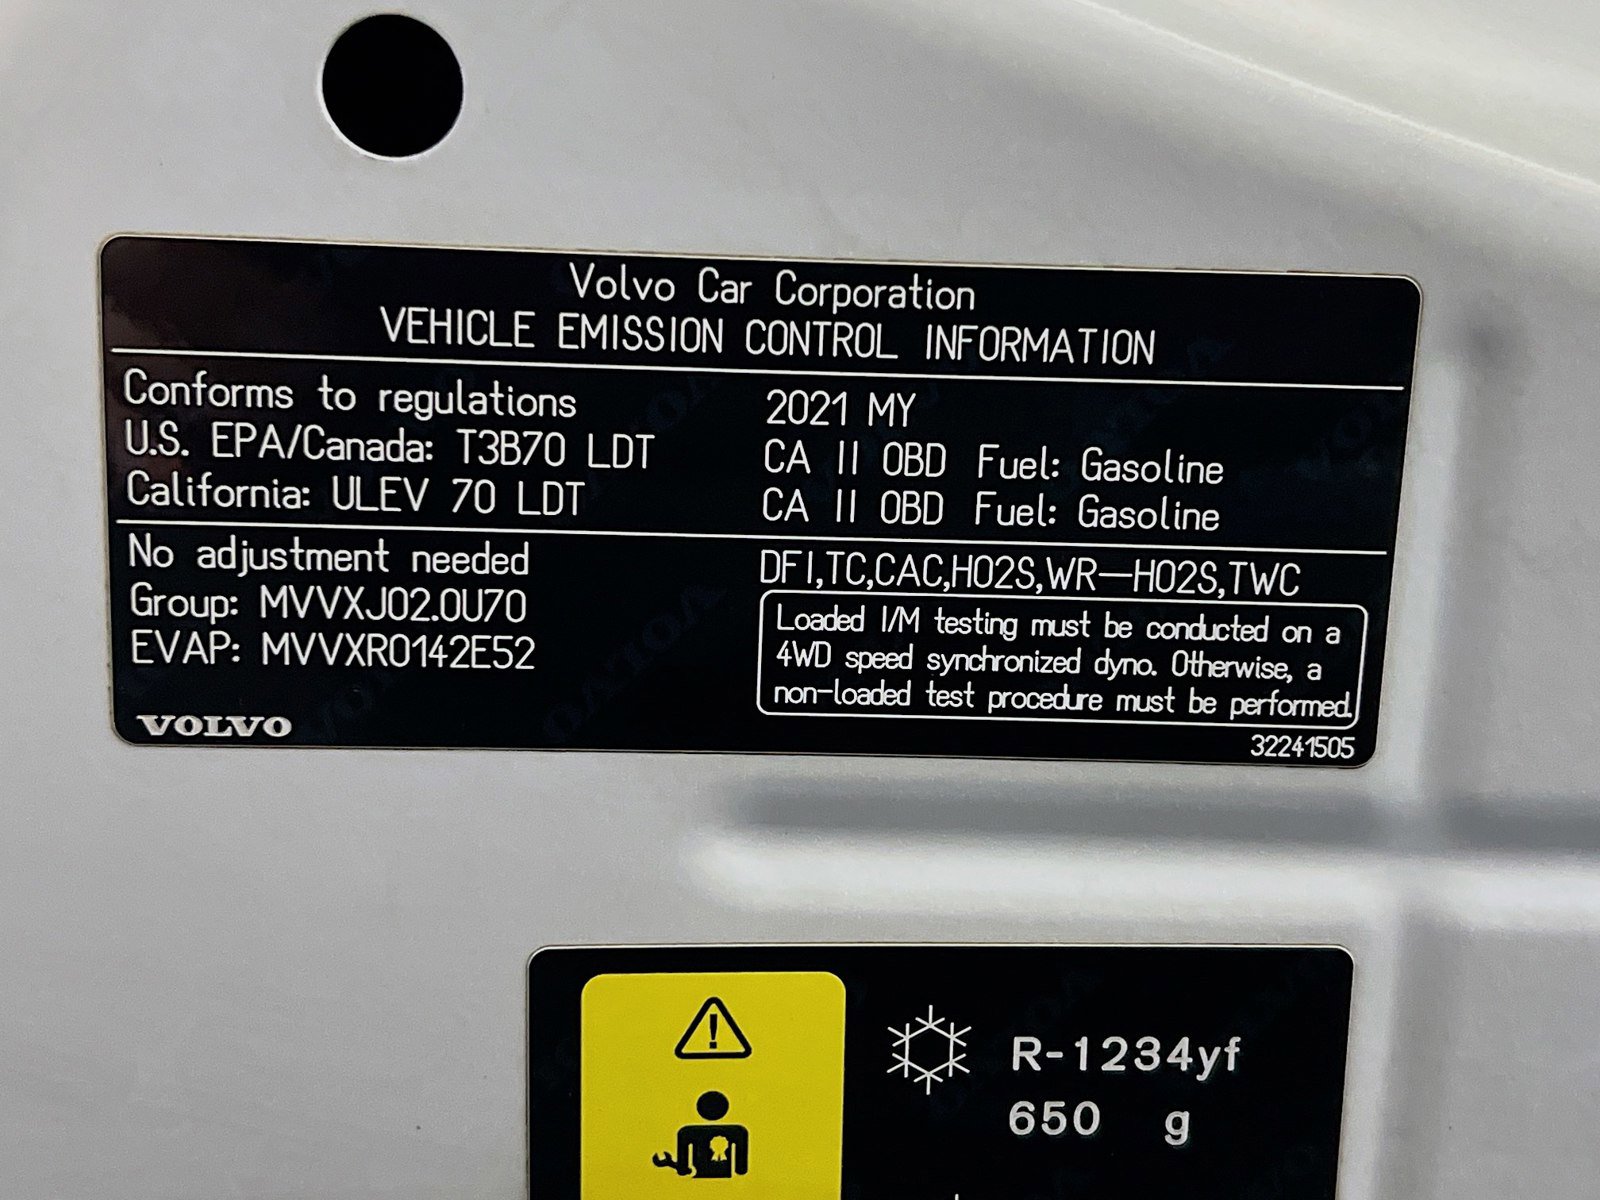 Volvo Car Corporation
VEHICLE EMISSION CONTROL INFORMATION
Conforms to regulations 2021 MY
U.S. EPA/Canada: T3B70 LDT CA II OBD Fuel: Gasoline
California: ULEV 70 LDT CA II OBD Fuel: Gasoline
No adjustment needed DFI,TC,CAC,HO2S,WR—HO2S,TWC
Group: MVVXJ02.0U70
EVAP: MVVXR0142E52
Loaded I/M testing must be conducted on a
4WD speed synchronized dyno. Otherwise, a
non-loaded test procedure must be performed.
VOLVO
32241505
R-1234yf
650 g